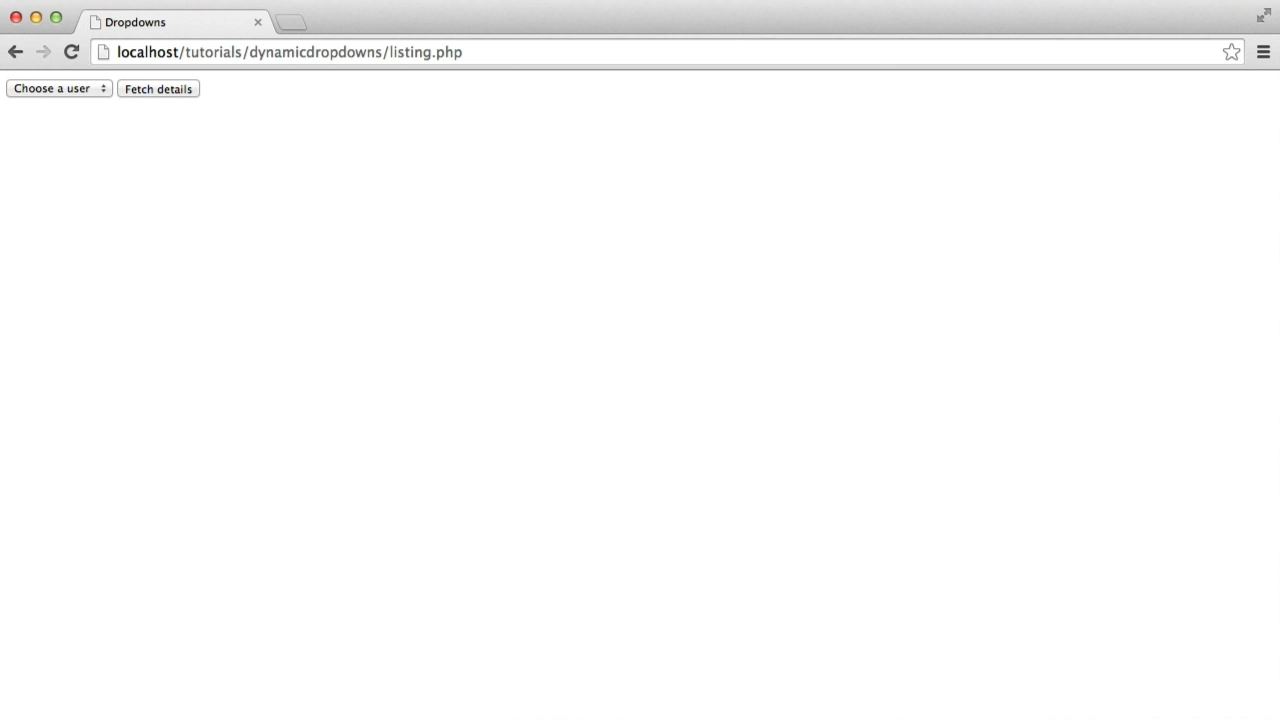 Dropdowns
localhost/tutorials/dynamicdropdowns/listing.php
Choose a user Fetch details